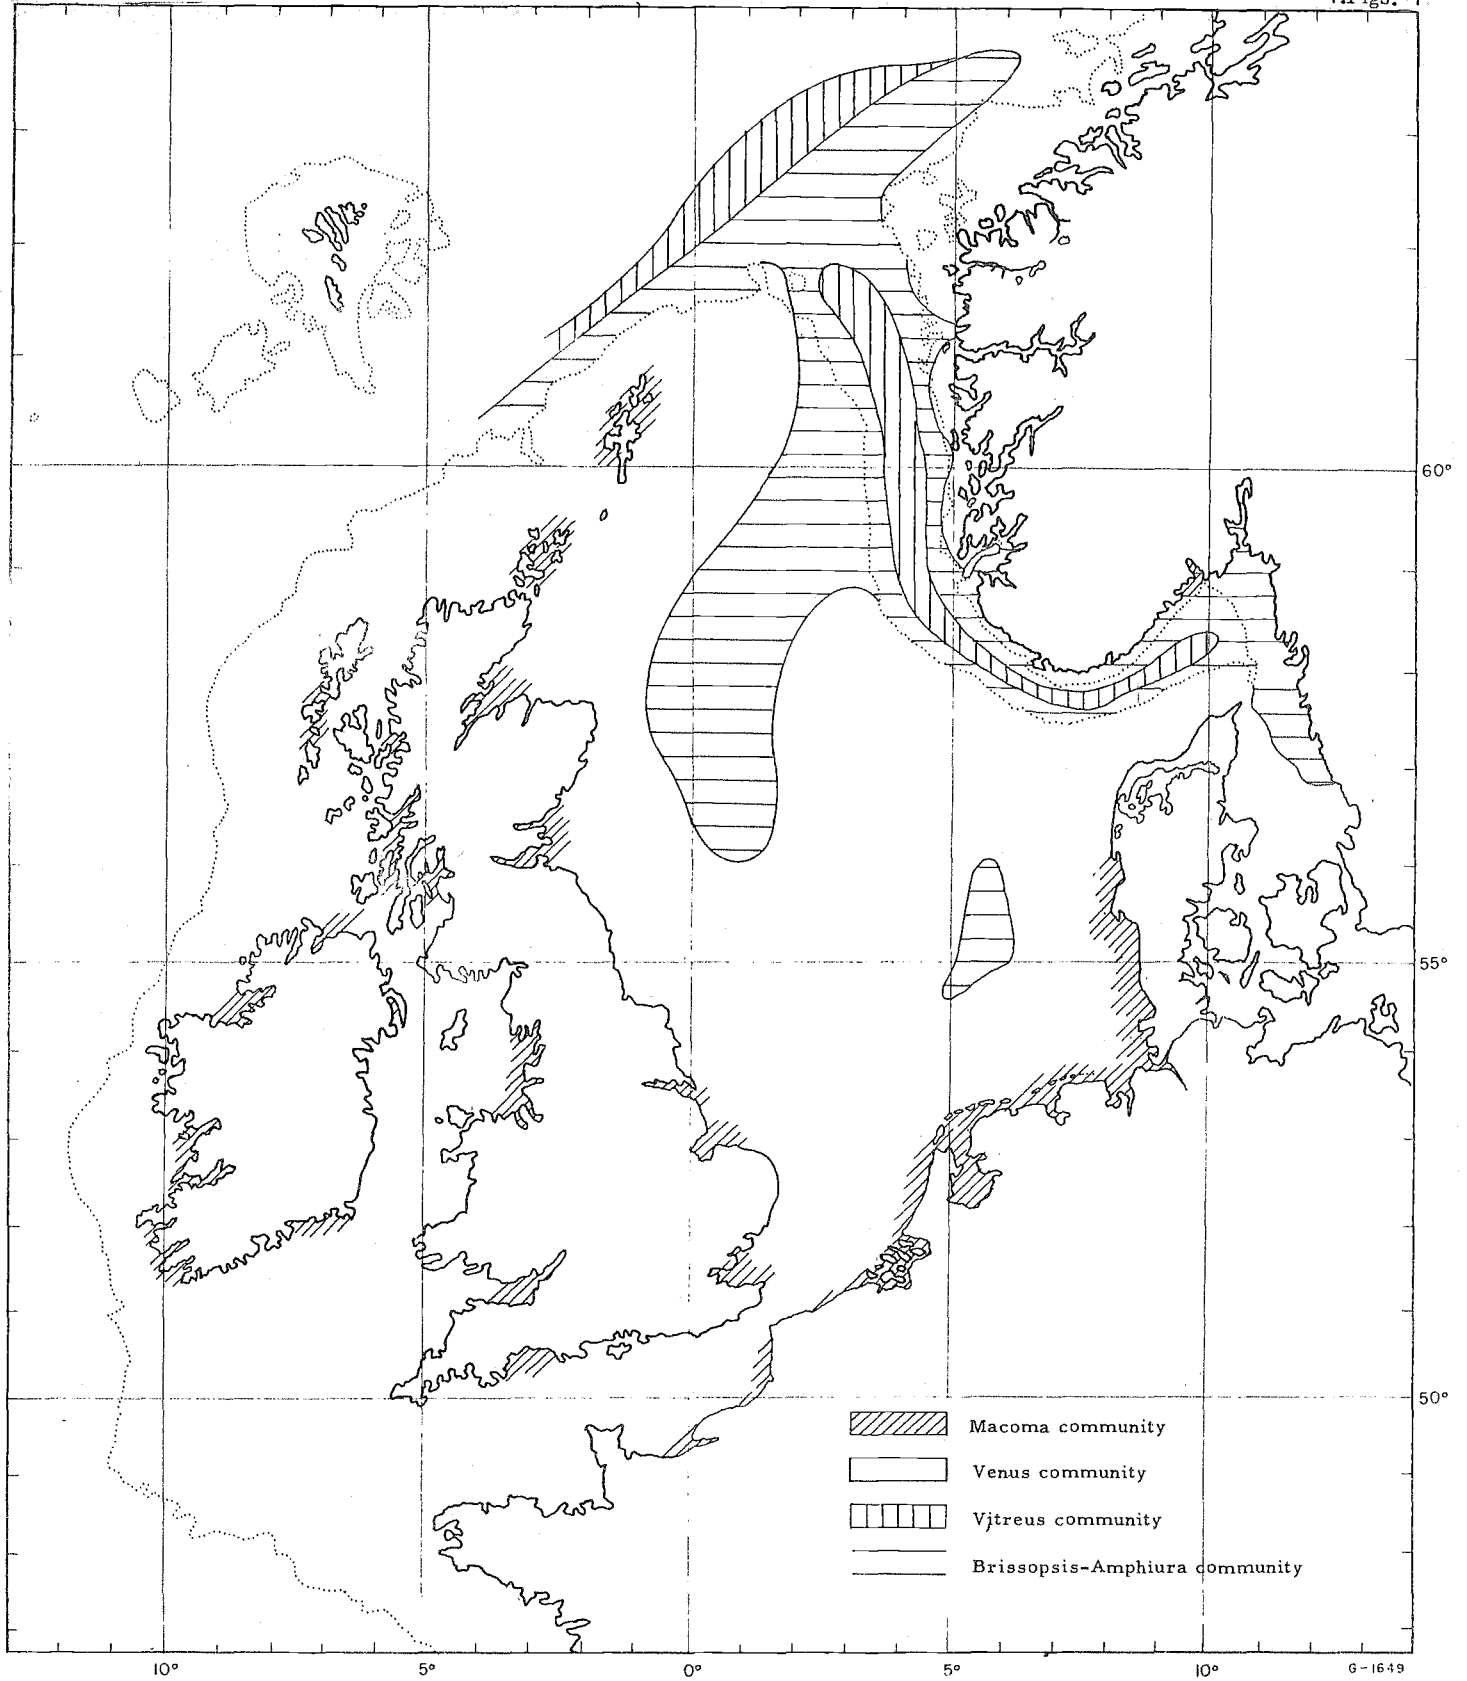 60°
55°
50°
Macoma community
Venus community
Vitreus community
Brissopsis-Amphiura community
10° 5° 0° 5° 10°
G-1649